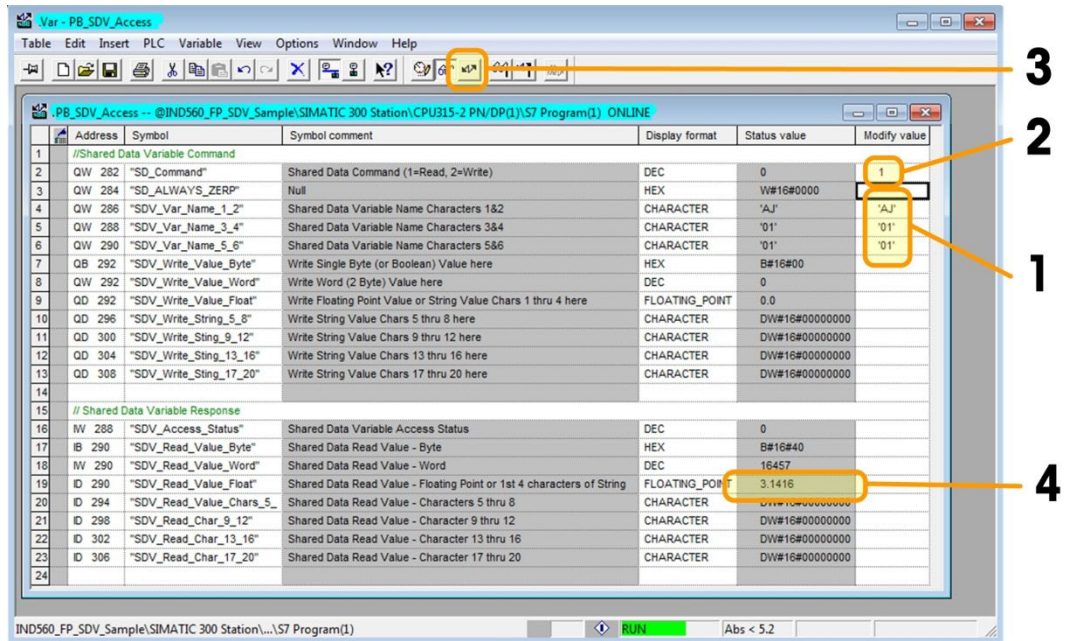 .Var - PB_SDV_Access
Table Edit Insert PLC Variable View Options Window Help
3
.PB_SDV_Access -- @IND560_FP_SDV_Sample\SIMATIC 300 Station\CPU315-2 PN/DP(1)\S7 Program(1) ONLINE
Address Symbol Symbol comment Display format Status value Modify value
2
1 //Shared Data Variable Command
2 QW 282 "SD_Command" Shared Data Command (1=Read, 2=Write) DEC 0 1
3 QW 284 "SD_ALWAYS_ZERP" Null HEX W#16#0000
4 QW 286 "SDV_Var_Name_1_2" Shared Data Variable Name Characters 1&2 CHARACTER 'AJ' 'AJ'
5 QW 288 "SDV_Var_Name_3_4" Shared Data Variable Name Characters 3&4 CHARACTER '01' '01'
6 QW 290 "SDV_Var_Name_5_6" Shared Data Variable Name Characters 5&6 CHARACTER '01' '01'
1
7 QB 292 "SDV_Write_Value_Byte" Write Single Byte (or Boolean) Value here HEX B#16#00
8 QW 292 "SDV_Write_Value_Word" Write Word (2 Byte) Value here DEC 0
9 QD 292 "SDV_Write_Value_Float" Write Floating Point Value or String Value Chars 1 thru 4 here FLOATING_POINT 0.0
10 QD 296 "SDV_Write_String_5_8" Write String Value Chars 5 thru 8 here CHARACTER DW#16#00000000
11 QD 300 "SDV_Write_Sting_9_12" Write String Value Chars 9 thru 12 here CHARACTER DW#16#00000000
12 QD 304 "SDV_Write_Sting_13_16" Write String Value Chars 13 thru 16 here CHARACTER DW#16#00000000
13 QD 308 "SDV_Write_Sting_17_20" Write String Value Chars 17 thru 20 here CHARACTER DW#16#00000000
14
15 // Shared Data Variable Response
16 IW 288 "SDV_Access_Status" Shared Data Variable Access Status DEC 0
17 IB 290 "SDV_Read_Value_Byte" Shared Data Read Value - Byte HEX B#16#40
18 IW 290 "SDV_Read_Value_Word" Shared Data Read Value - Word DEC 16457
19 ID 290 "SDV_Read_Value_Float" Shared Data Read Value - Floating Point or 1st 4 characters of String FLOATING_POINT 3.1416
4
20 ID 294 "SDV_Read_Value_Chars_5_ Shared Data Read Value - Characters 5 thru 8 CHARACTER DW#16#00000000
21 ID 298 "SDV_Read_Char_9_12" Shared Data Read Value - Character 9 thru 12 CHARACTER DW#16#00000000
22 ID 302 "SDV_Read_Char_13_16" Shared Data Read Value - Character 13 thru 16 CHARACTER DW#16#00000000
23 ID 306 "SDV_Read_Char_17_20" Shared Data Read Value - Character 17 thru 20 CHARACTER DW#16#00000000
24
IND560_FP_SDV_Sample\SIMATIC 300 Station\...\S7 Program(1) RUN Abs < 5.2